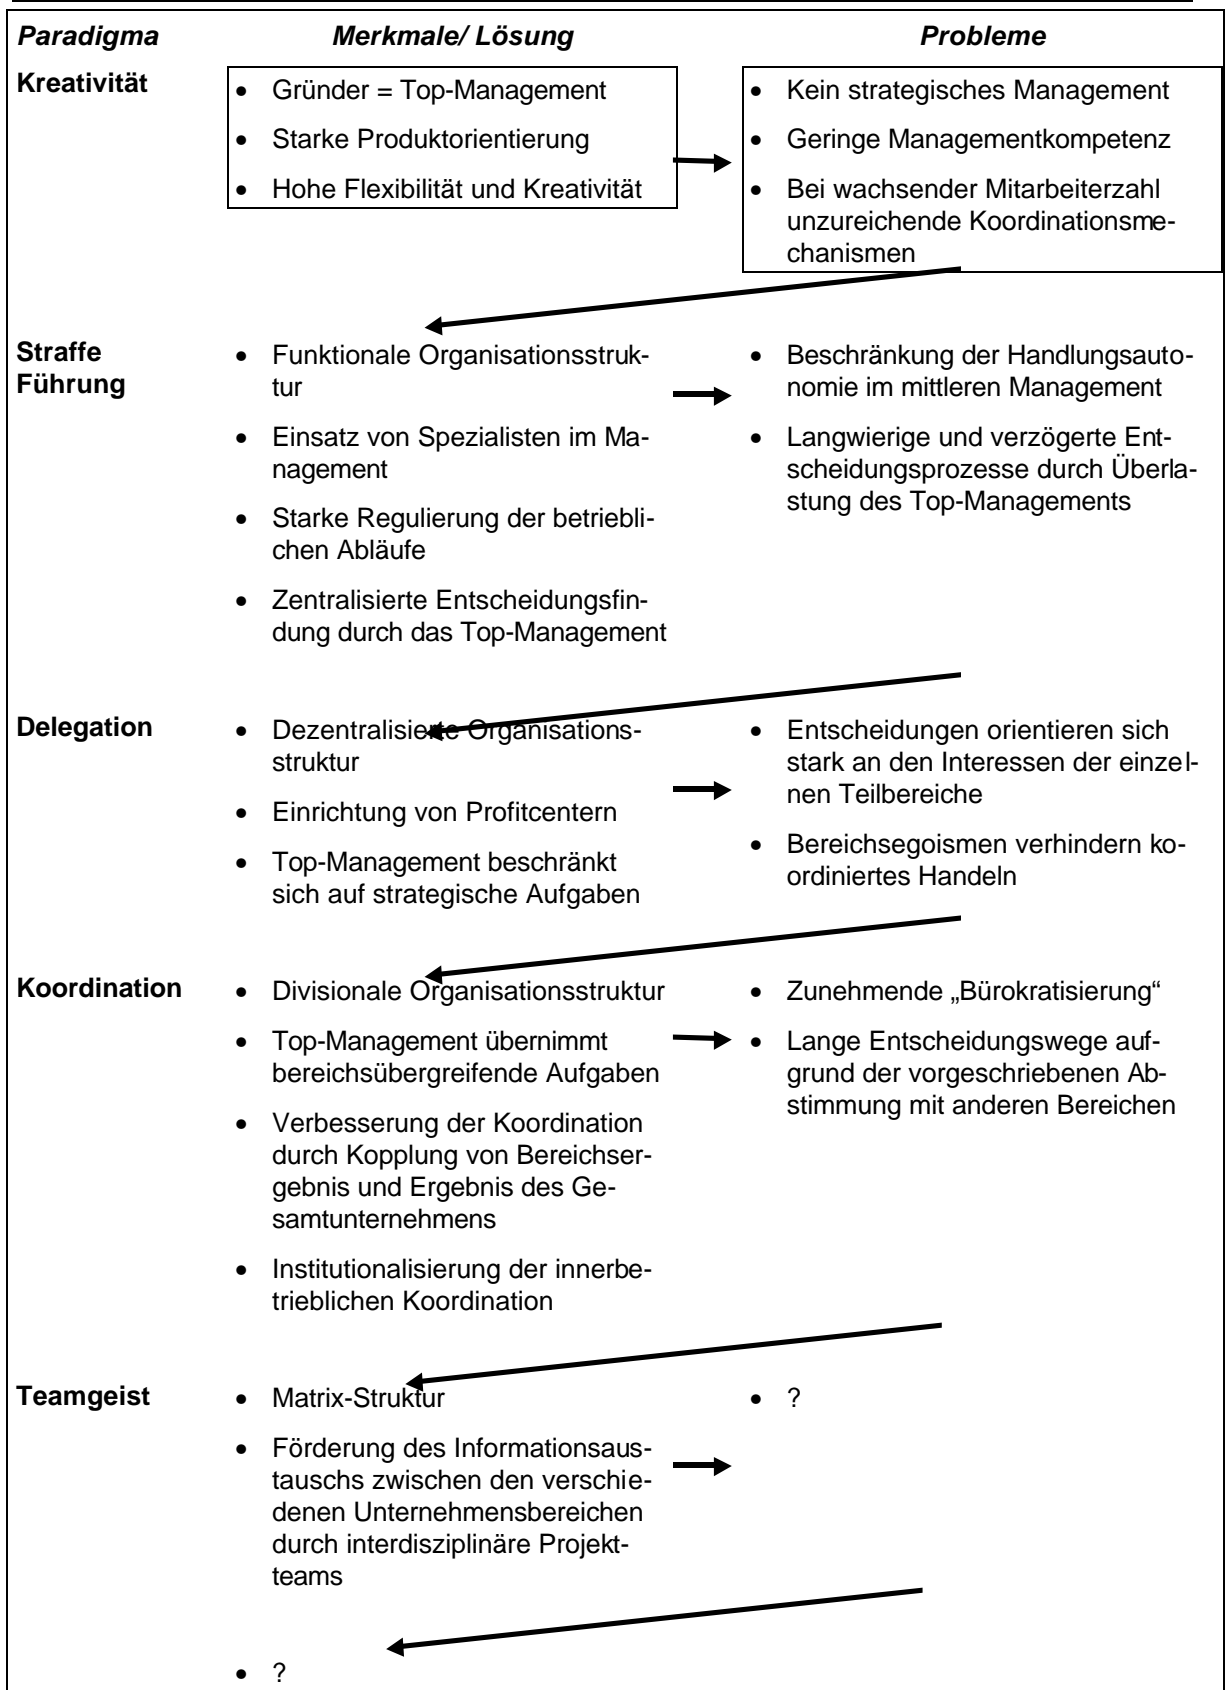 Paradigma Merkmale/ Lösung Probleme
Kreativität
• Gründer = Top-Management
• Starke Produktorientierung
• Hohe Flexibilität und Kreativität
• Kein strategisches Management
• Geringe Managementkompetenz
• Bei wachsender Mitarbeiterzahl
unzureichende Koordinationsme-
chanismen
Straffe
Führung
• Funktionale Organisationsstruk-
tur
• Einsatz von Spezialisten im Ma-
nagement
• Starke Regulierung der betriebli-
chen Abläufe
• Zentralisierte Entscheidungsfin-
dung durch das Top-Management
• Beschränkung der Handlungsauto-
nomie im mittleren Management
• Langwierige und verzögerte Ent-
scheidungsprozesse durch Überla-
stung des Top-Managements
Delegation
• Dezentralisierte Organisations-
struktur
• Einrichtung von Profitcentern
• Top-Management beschränkt
sich auf strategische Aufgaben
• Entscheidungen orientieren sich
stark an den Interessen der einzel-
nen Teilbereiche
• Bereichsegoismen verhindern ko-
ordiniertes Handeln
Koordination
• Divisionale Organisationsstruktur
• Top-Management übernimmt
bereichsübergreifende Aufgaben
• Verbesserung der Koordination
durch Kopplung von Bereichser-
gebnis und Ergebnis des Ge-
samtunternehmens
• Institutionalisierung der innerbe-
trieblichen Koordination
• Zunehmende „Bürokratisierung“
• Lange Entscheidungswege auf-
grund der vorgeschriebenen Ab-
stimmung mit anderen Bereichen
Teamgeist
• Matrix-Struktur
• Förderung des Informationsaus-
tauschs zwischen den verschie-
denen Unternehmensbereichen
durch interdisziplinäre Projekt-
teams
• ?
• ?